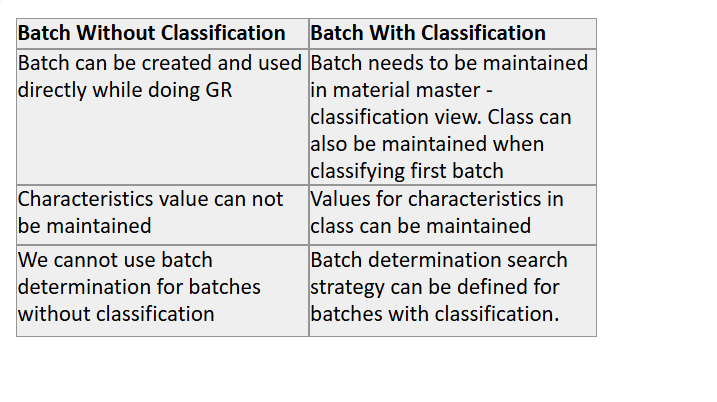 Batch Without Classification
Batch With Classification
Batch can be created and used
directly while doing GR
Batch needs to be maintained
in material master -
classification view. Class can
also be maintained when
classifying first batch
Characteristics value can not
be maintained
Values for characteristics in
class can be maintained
We cannot use batch
determination for batches
without classification
Batch determination search
strategy can be defined for
batches with classification.